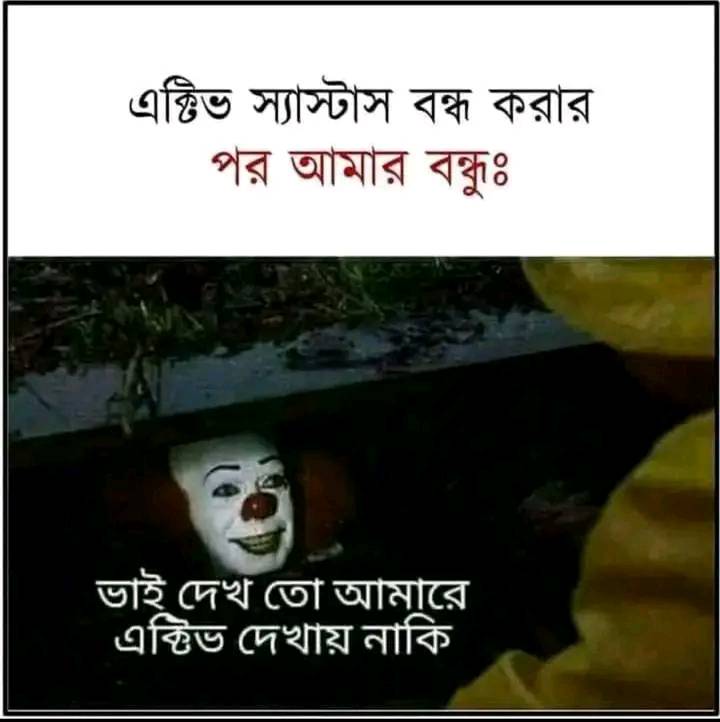 এক্টিভ স্যাস্টাস বন্ধ করার
পর আমার বন্ধুঃ
ভাই দেখ তো আমারে
এক্টিভ দেখায় নাকি